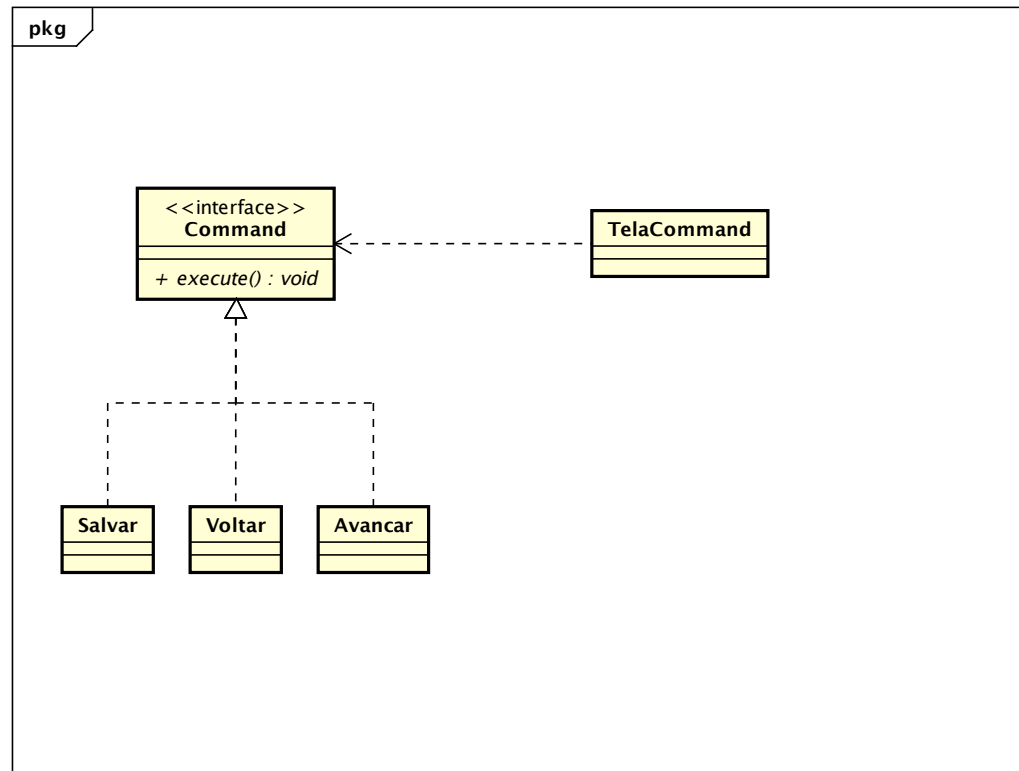 pkg
<<interface>>
Command
+ execute() : void
TelaCommand
Salvar
Voltar
Avancar